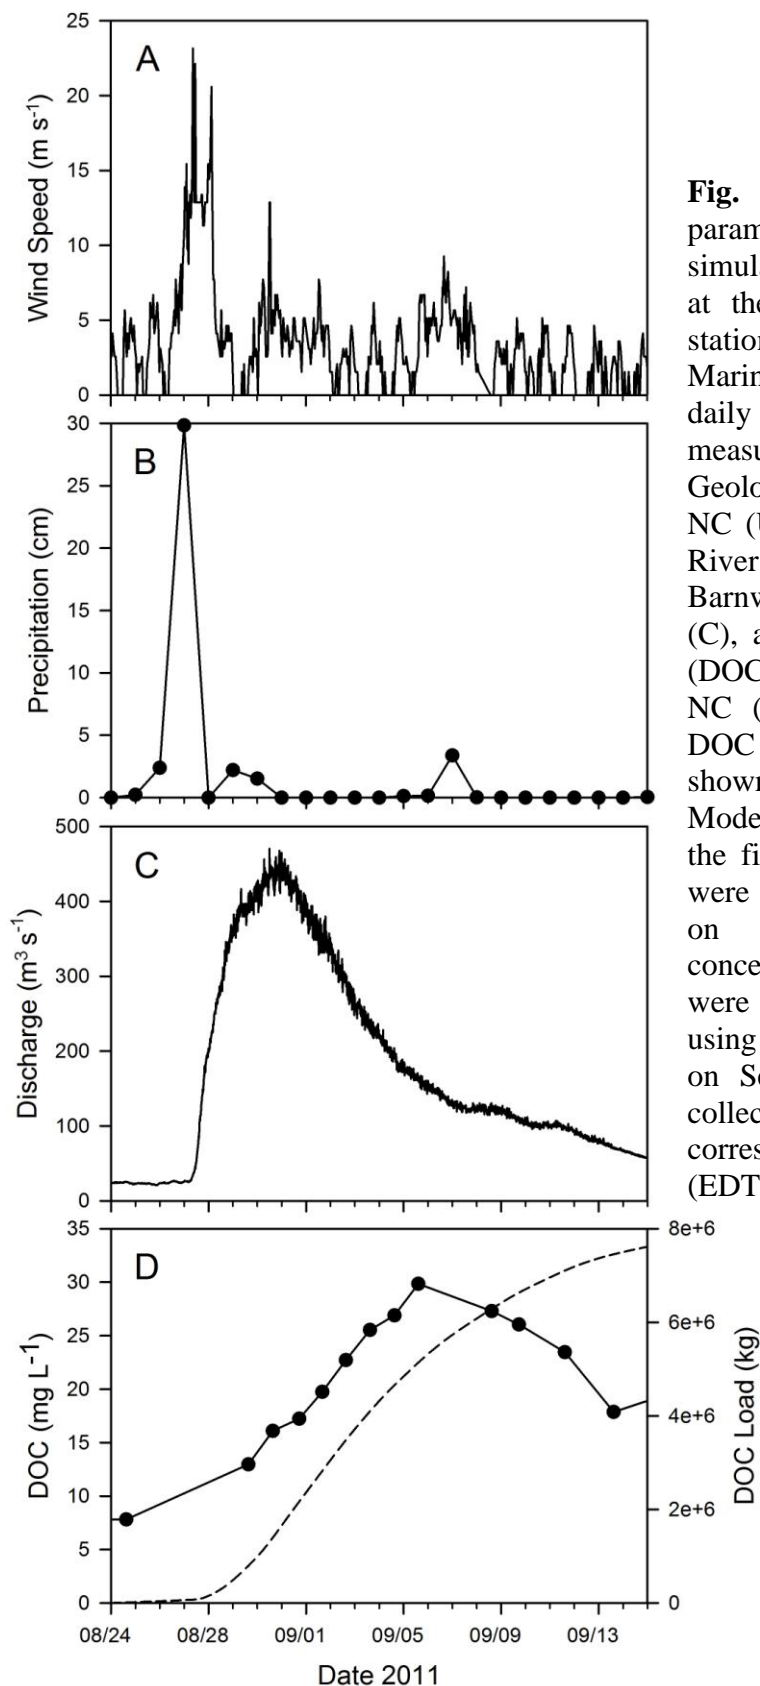 25
A
20
15
10
5
0
Wind Speed (m s-1)
30
B
25
20
15
10
5
0
Precipitation (cm)
500
C
400
300
200
100
0
Discharge (m3 s-1)
35
D
30
25
20
15
10
5
0
DOC (mg L-1)
8e+6
6e+6
4e+6
2e+6
0
DOC Load (kg)
08/24 08/28 09/01 09/05 09/09 09/13
Date 2011
Fig.
param
simula
at the
station
Marin
daily
measu
Geolo
NC (U
River
Barnw
(C), a
(DOC
NC (
DOC
shown
Mode
the fi
were
on
conce
were
using
on Se
collec
corres
(EDT